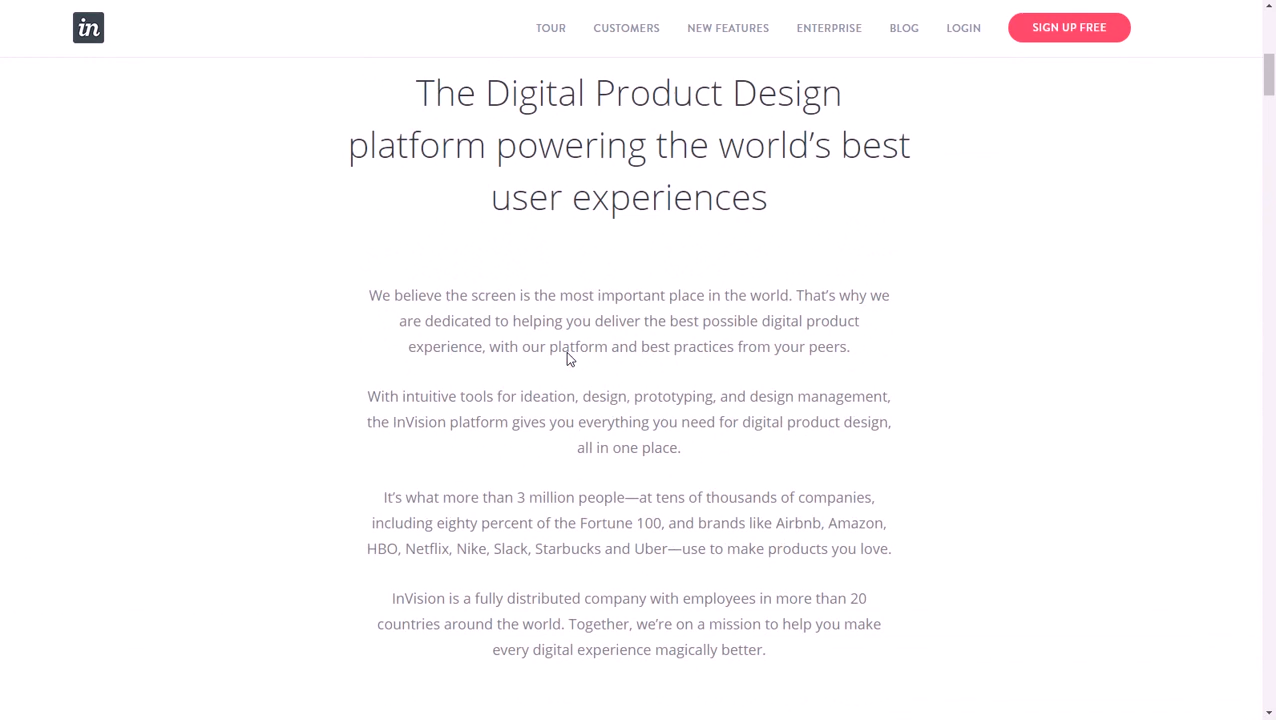 in
TOUR CUSTOMERS NEW FEATURES ENTERPRISE BLOG LOGIN SIGN UP FREE
The Digital Product Design
platform powering the world’s best
user experiences
We believe the screen is the most important place in the world. That’s why we
are dedicated to helping you deliver the best possible digital product
experience, with our platform and best practices from your peers.
With intuitive tools for ideation, design, prototyping, and design management,
the InVision platform gives you everything you need for digital product design,
all in one place.
It’s what more than 3 million people—at tens of thousands of companies,
including eighty percent of the Fortune 100, and brands like Airbnb, Amazon,
HBO, Netflix, Nike, Slack, Starbucks and Uber—use to make products you love.
InVision is a fully distributed company with employees in more than 20
countries around the world. Together, we’re on a mission to help you make
every digital experience magically better.